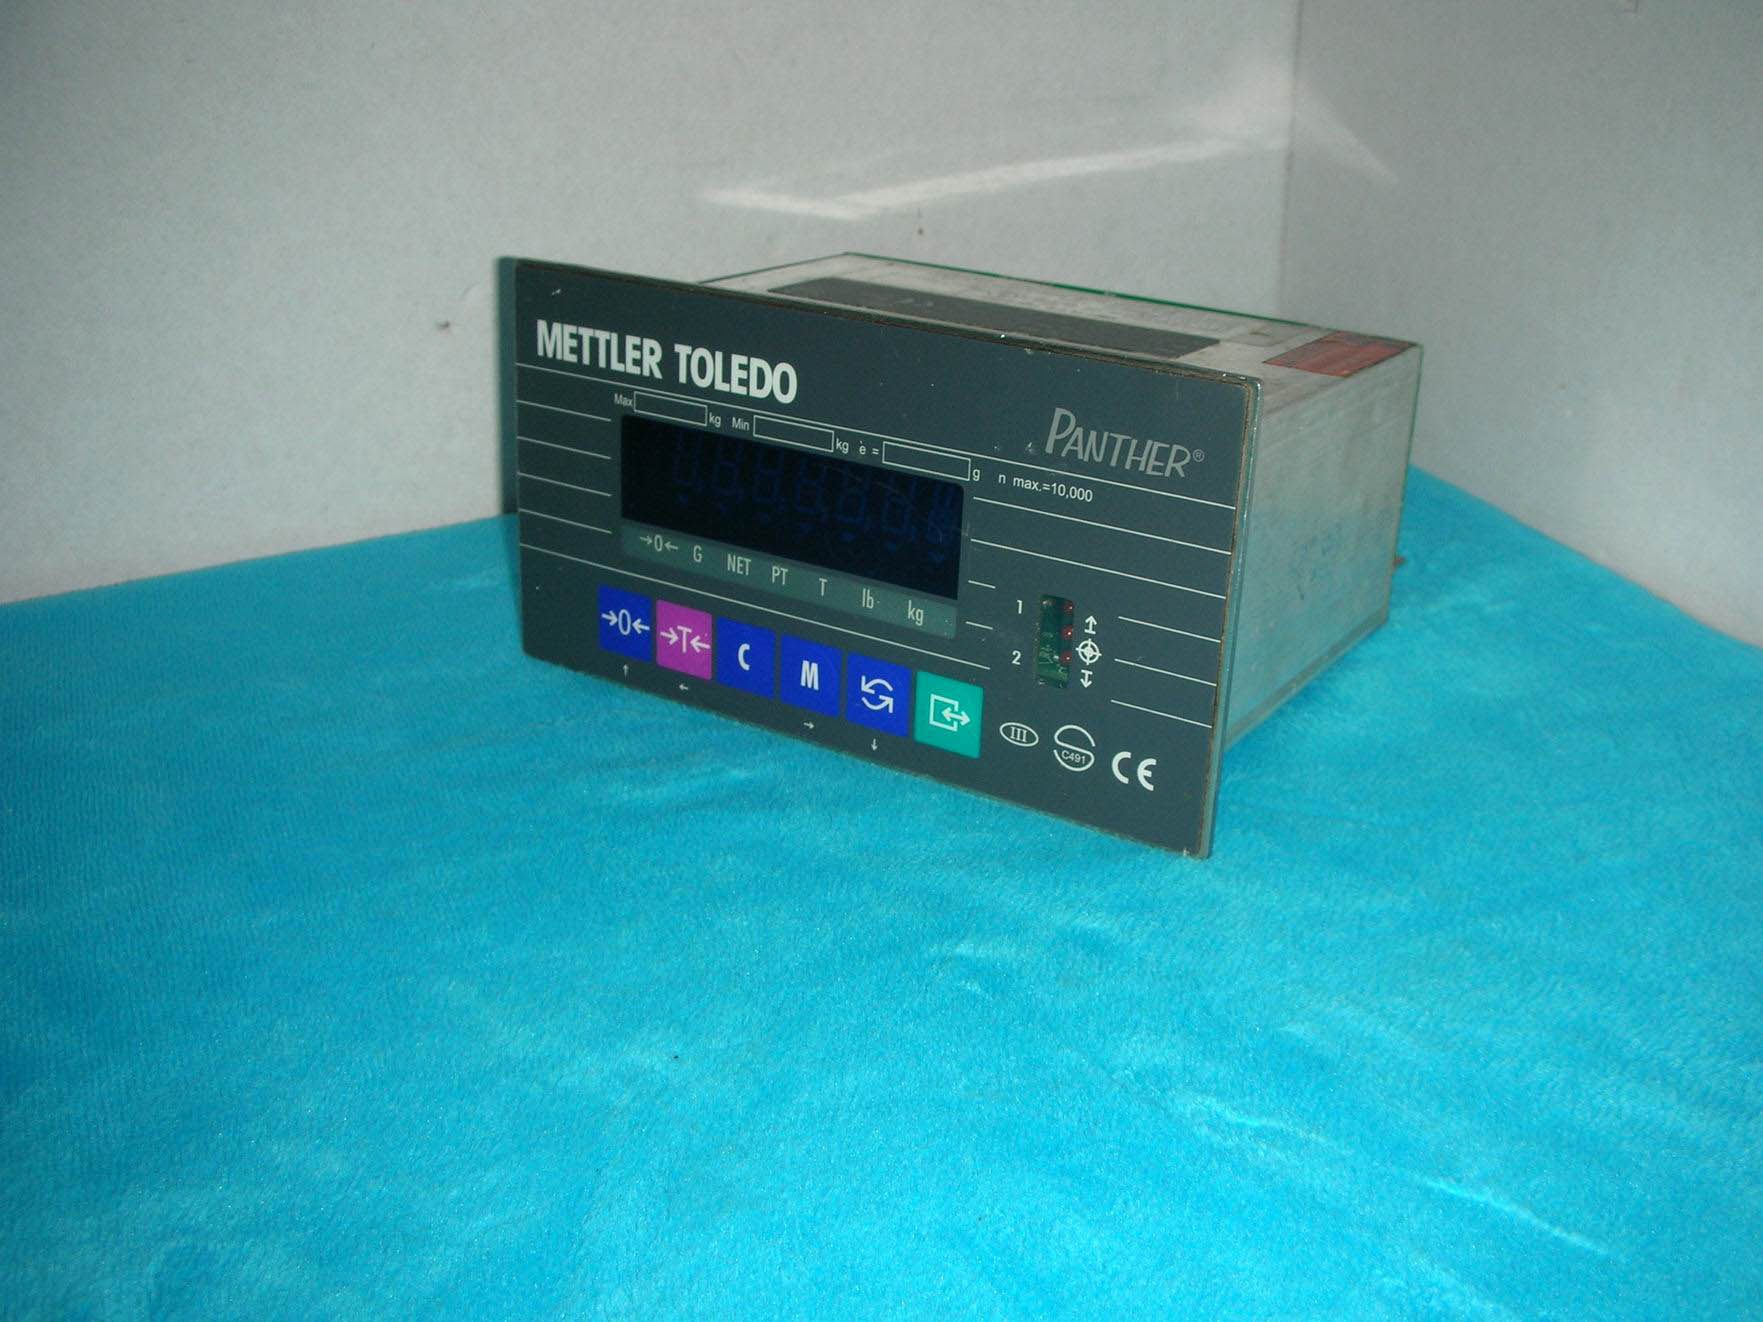 METTLER TOLEDO
Max kg Min kg e = g n max.=10,000
PANTHER®
→0← G NET PT T lb kg
1
2
→0← →T← C M
↑ ← → ↓
III C491 CE